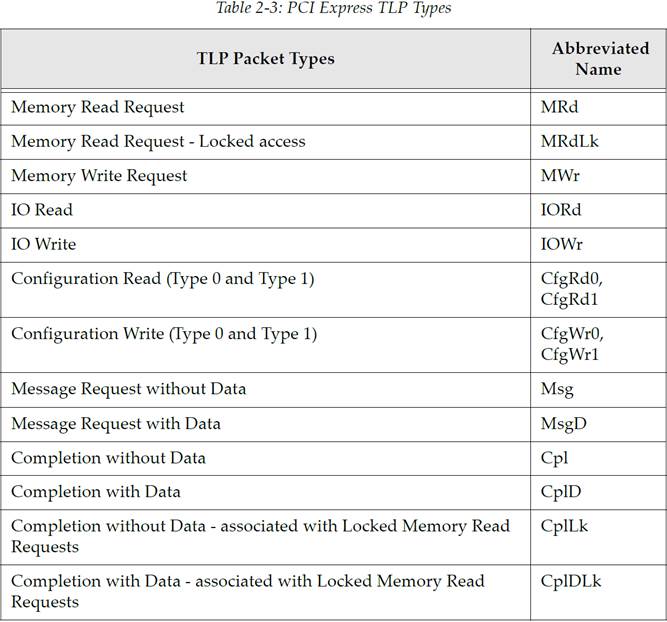 Table 2-3: PCI Express TLP Types
TLP Packet Types
Abbreviated
Name
Memory Read Request
MRd
Memory Read Request - Locked access
MRdLk
Memory Write Request
MWr
IO Read
IORd
IO Write
IOWr
Configuration Read (Type 0 and Type 1)
CfgRd0,
CfgRd1
Configuration Write (Type 0 and Type 1)
CfgWr0,
CfgWr1
Message Request without Data
Msg
Message Request with Data
MsgD
Completion without Data
Cpl
Completion with Data
CplD
Completion without Data - associated with Locked Memory Read
Requests
CplLk
Completion with Data - associated with Locked Memory Read
Requests
CplDLk